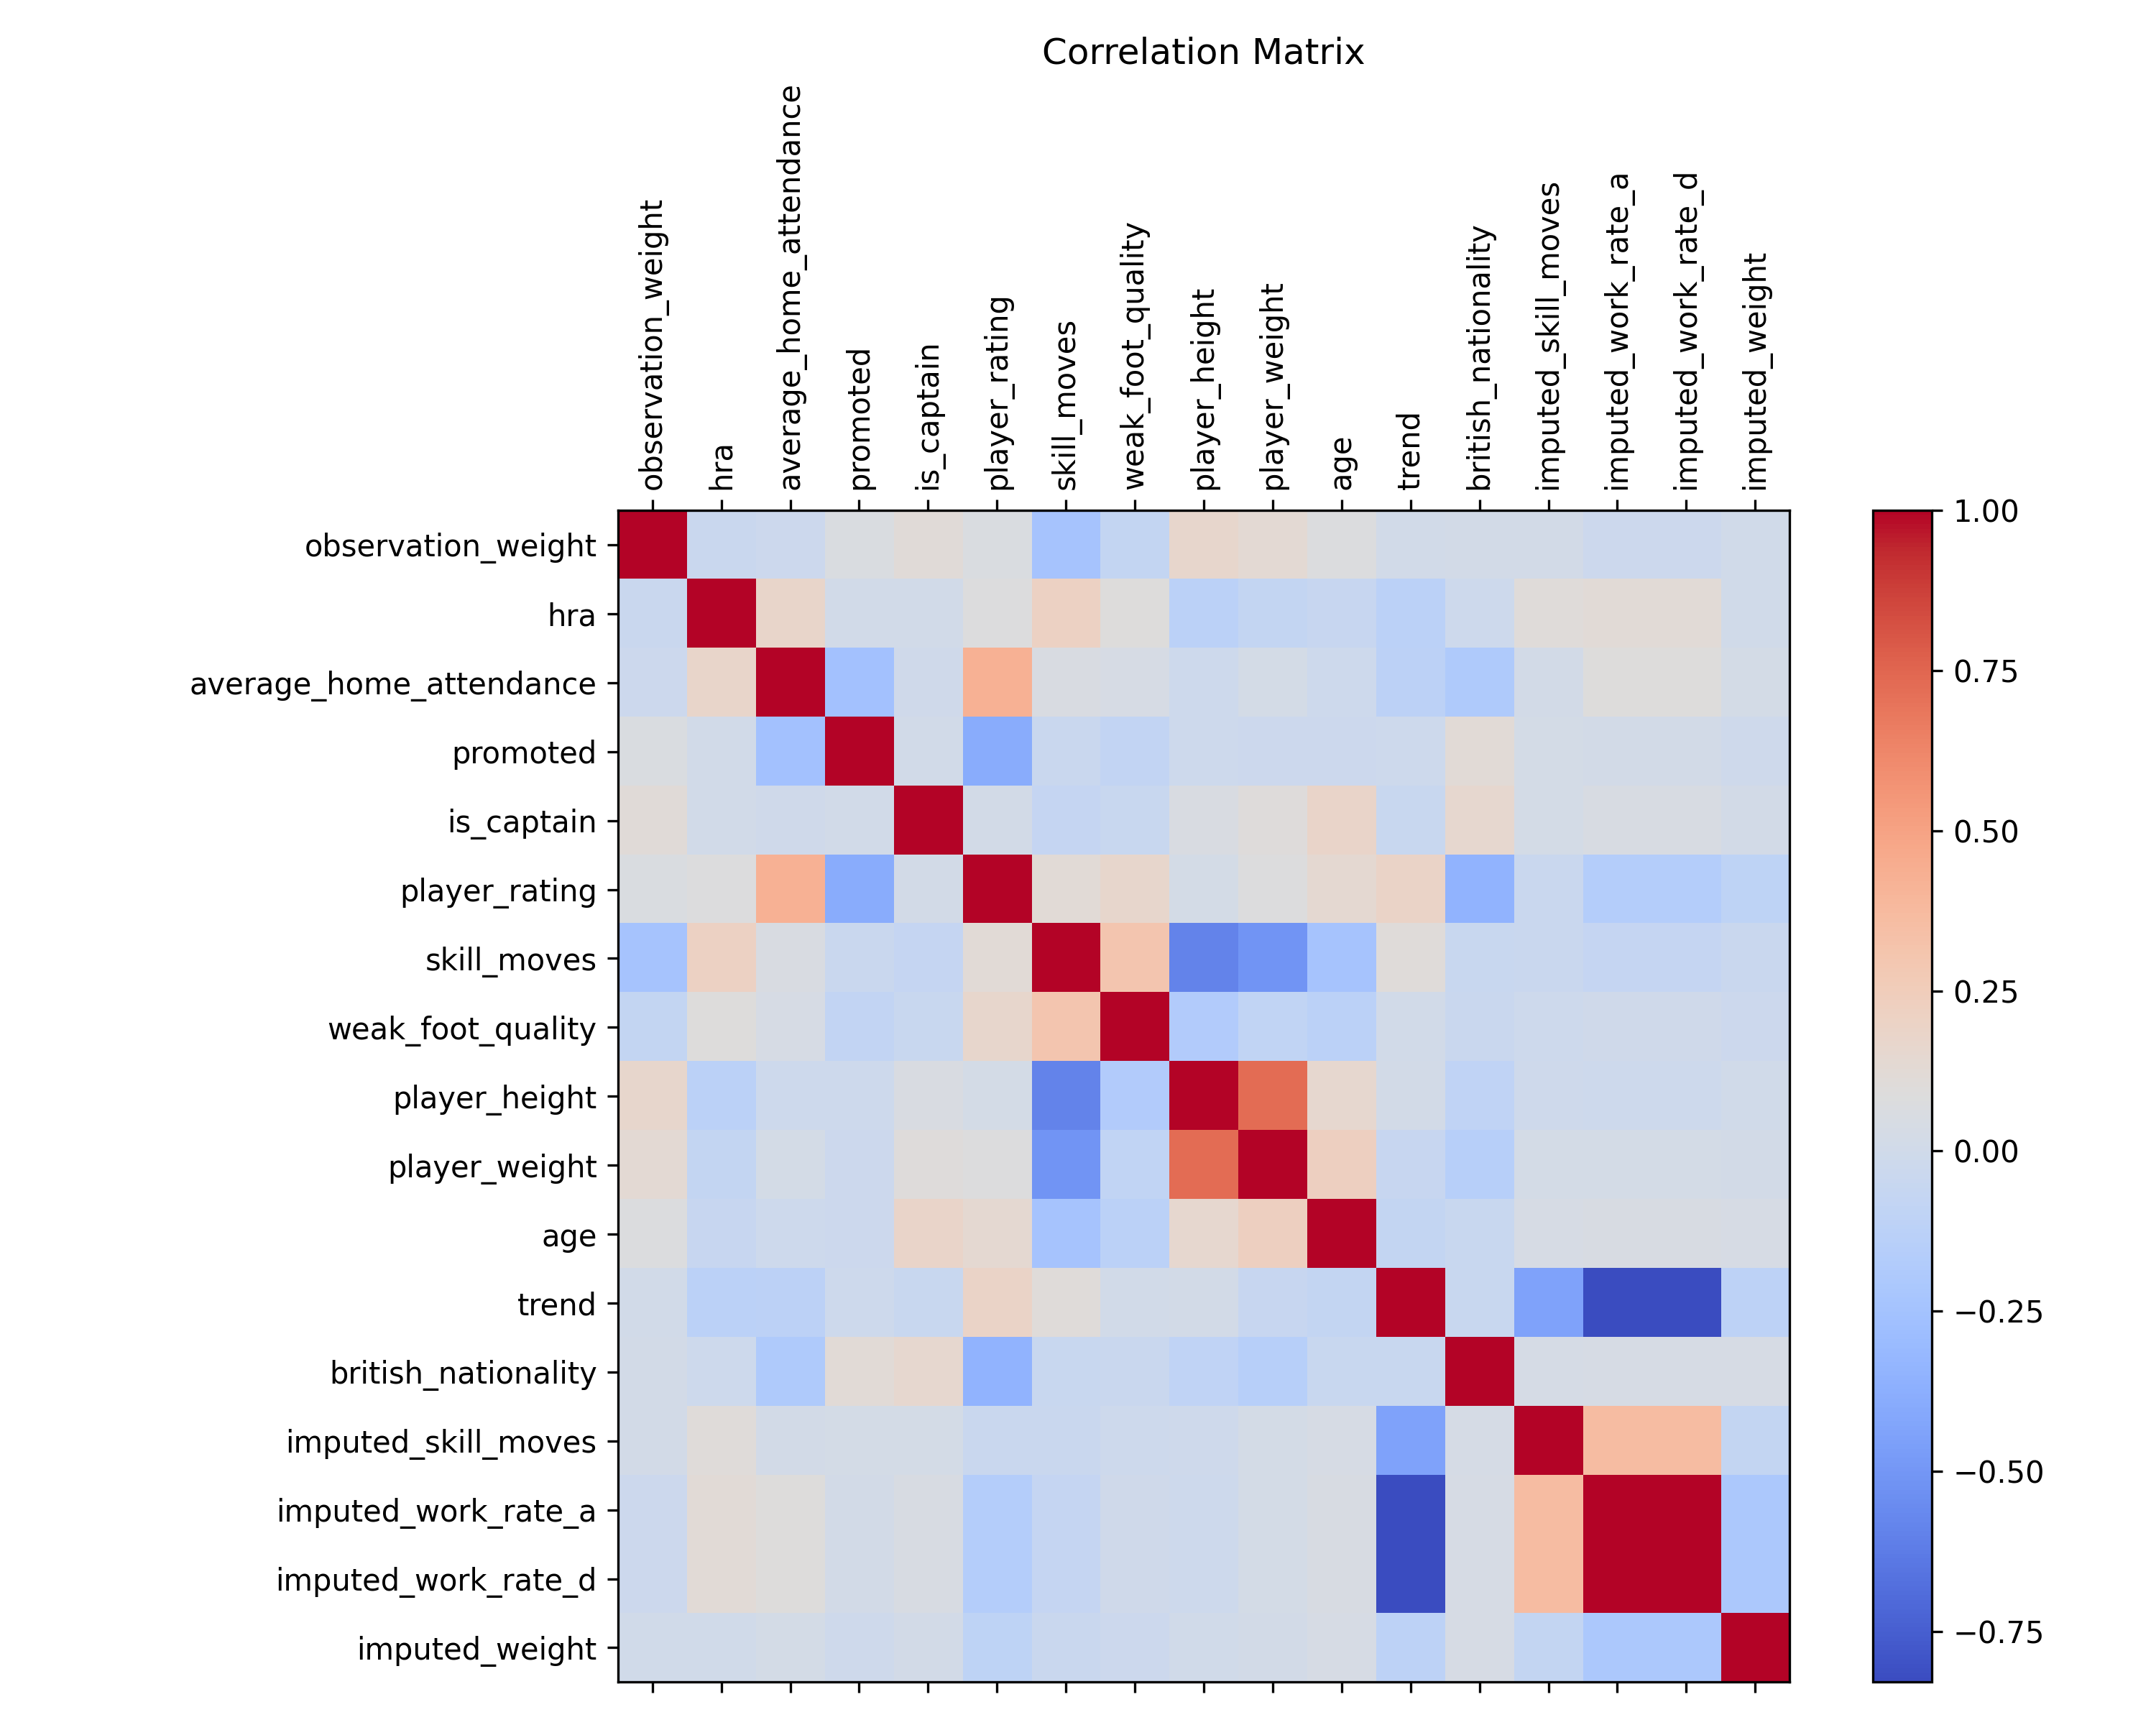 Correlation Matrix
observation_weight
hra
average_home_attendance
promoted
is_captain
player_rating
skill_moves
weak_foot_quality
player_height
player_weight
age
trend
british_nationality
imputed_skill_moves
imputed_work_rate_a
imputed_work_rate_d
imputed_weight
observation_weight
hra
average_home_attendance
promoted
is_captain
player_rating
skill_moves
weak_foot_quality
player_height
player_weight
age
trend
british_nationality
imputed_skill_moves
imputed_work_rate_a
imputed_work_rate_d
imputed_weight
1.00
0.75
0.50
0.25
0.00
−0.25
−0.50
−0.75